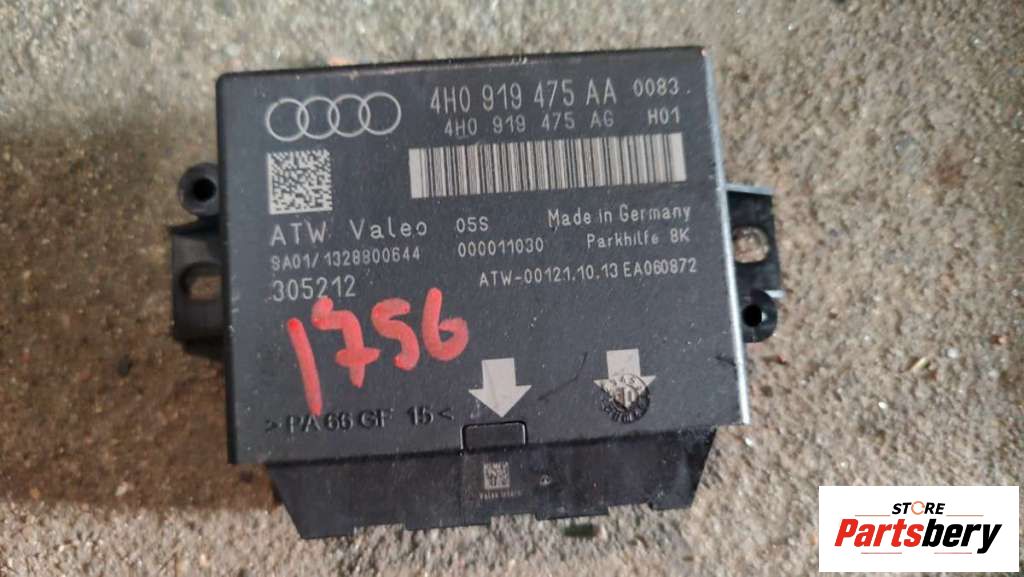 4H0 919 475 AA 0083.
4H0 919 475 AG H01
ATW Valeo 05S Made in Germany
9A01/1328800644 000011030 Parkhilfe 8K
305212 ATW-00121.10.13 EA060872
1756
>PA 66 GF 15<
STORE
Partsbery